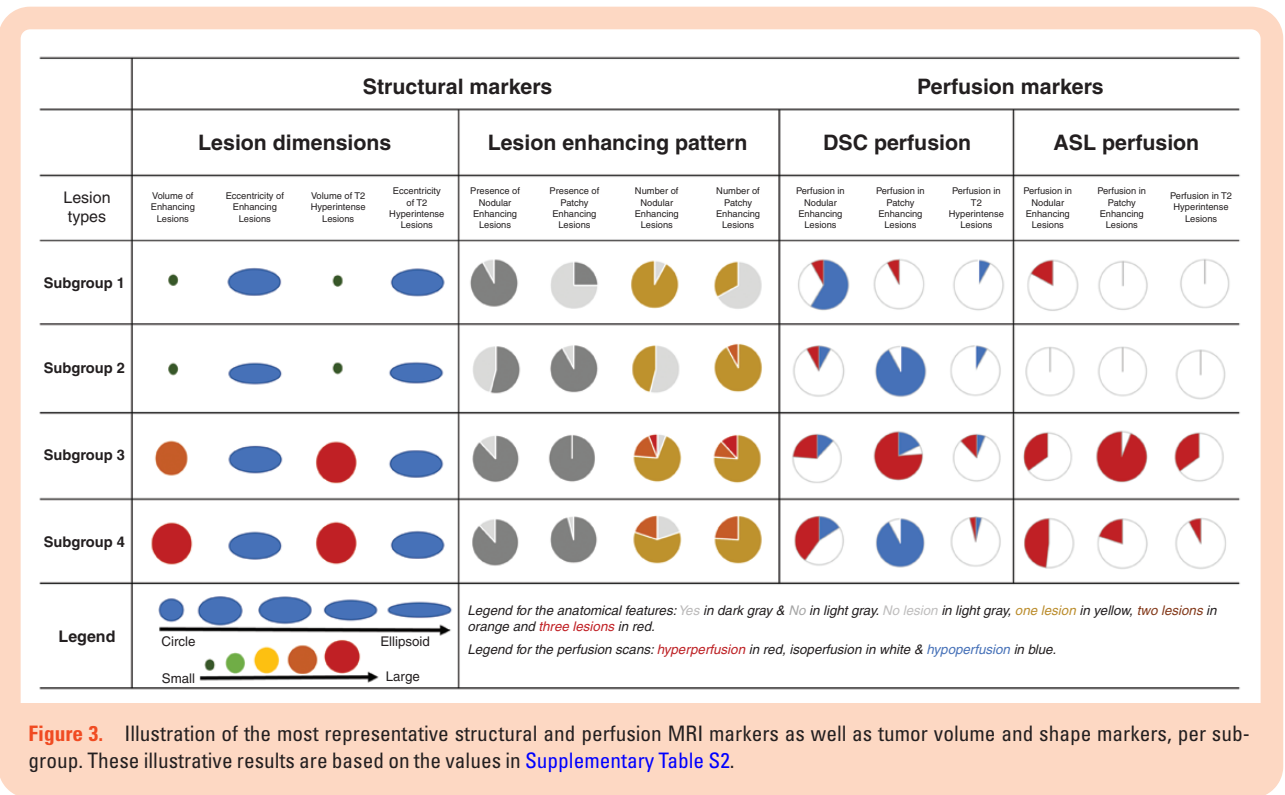 Structural markers
Perfusion markers
Lesion dimensions
Lesion enhancing pattern
DSC perfusion
ASL perfusion
Lesion
types
Volume of
Enhancing
Lesions
Eccentricity of
Enhancing
Lesions
Volume of T2
Hyperintense
Lesions
Eccentricity
of T2
Hyperintense
Lesions
Presence of
Nodular
Enhancing
Lesions
Presence of
Patchy
Enhancing
Lesions
Number of
Nodular
Enhancing
Lesions
Number of
Patchy
Enhancing
Lesions
Perfusion in
Nodular
Enhancing
Lesions
Perfusion in
Patchy
Enhancing
Lesions
Perfusion in
T2
Hyperintense
Lesions
Perfusion in
Nodular
Enhancing
Lesions
Perfusion in
Patchy
Enhancing
Lesions
Perfusion in T2
Hyperintense
Lesions
Subgroup 1
Subgroup 2
Subgroup 3
Subgroup 4
Legend
Circle
Ellipsoid
Small
Large
Legend for the anatomical features: Yes in dark gray & No in light gray. No lesion in light gray, one lesion in yellow, two lesions in
orange and three lesions in red.
Legend for the perfusion scans: hyperperfusion in red, isoperfusion in white & hypoperfusion in blue.
Figure 3. Illustration of the most representative structural and perfusion MRI markers as well as tumor volume and shape markers, per sub-
group. These illustrative results are based on the values in Supplementary Table S2.